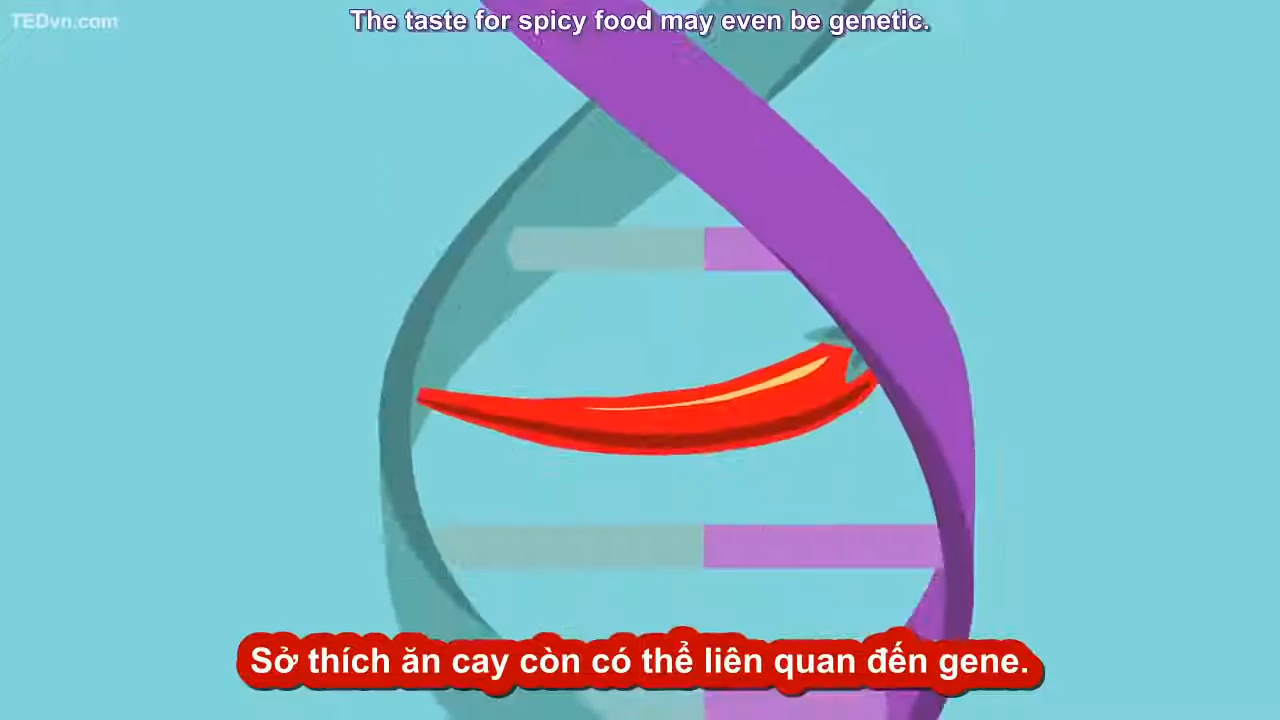 TEDvn.com
The taste for spicy food may even be genetic.
Sở thích ăn cay còn có thể liên quan đến gene.